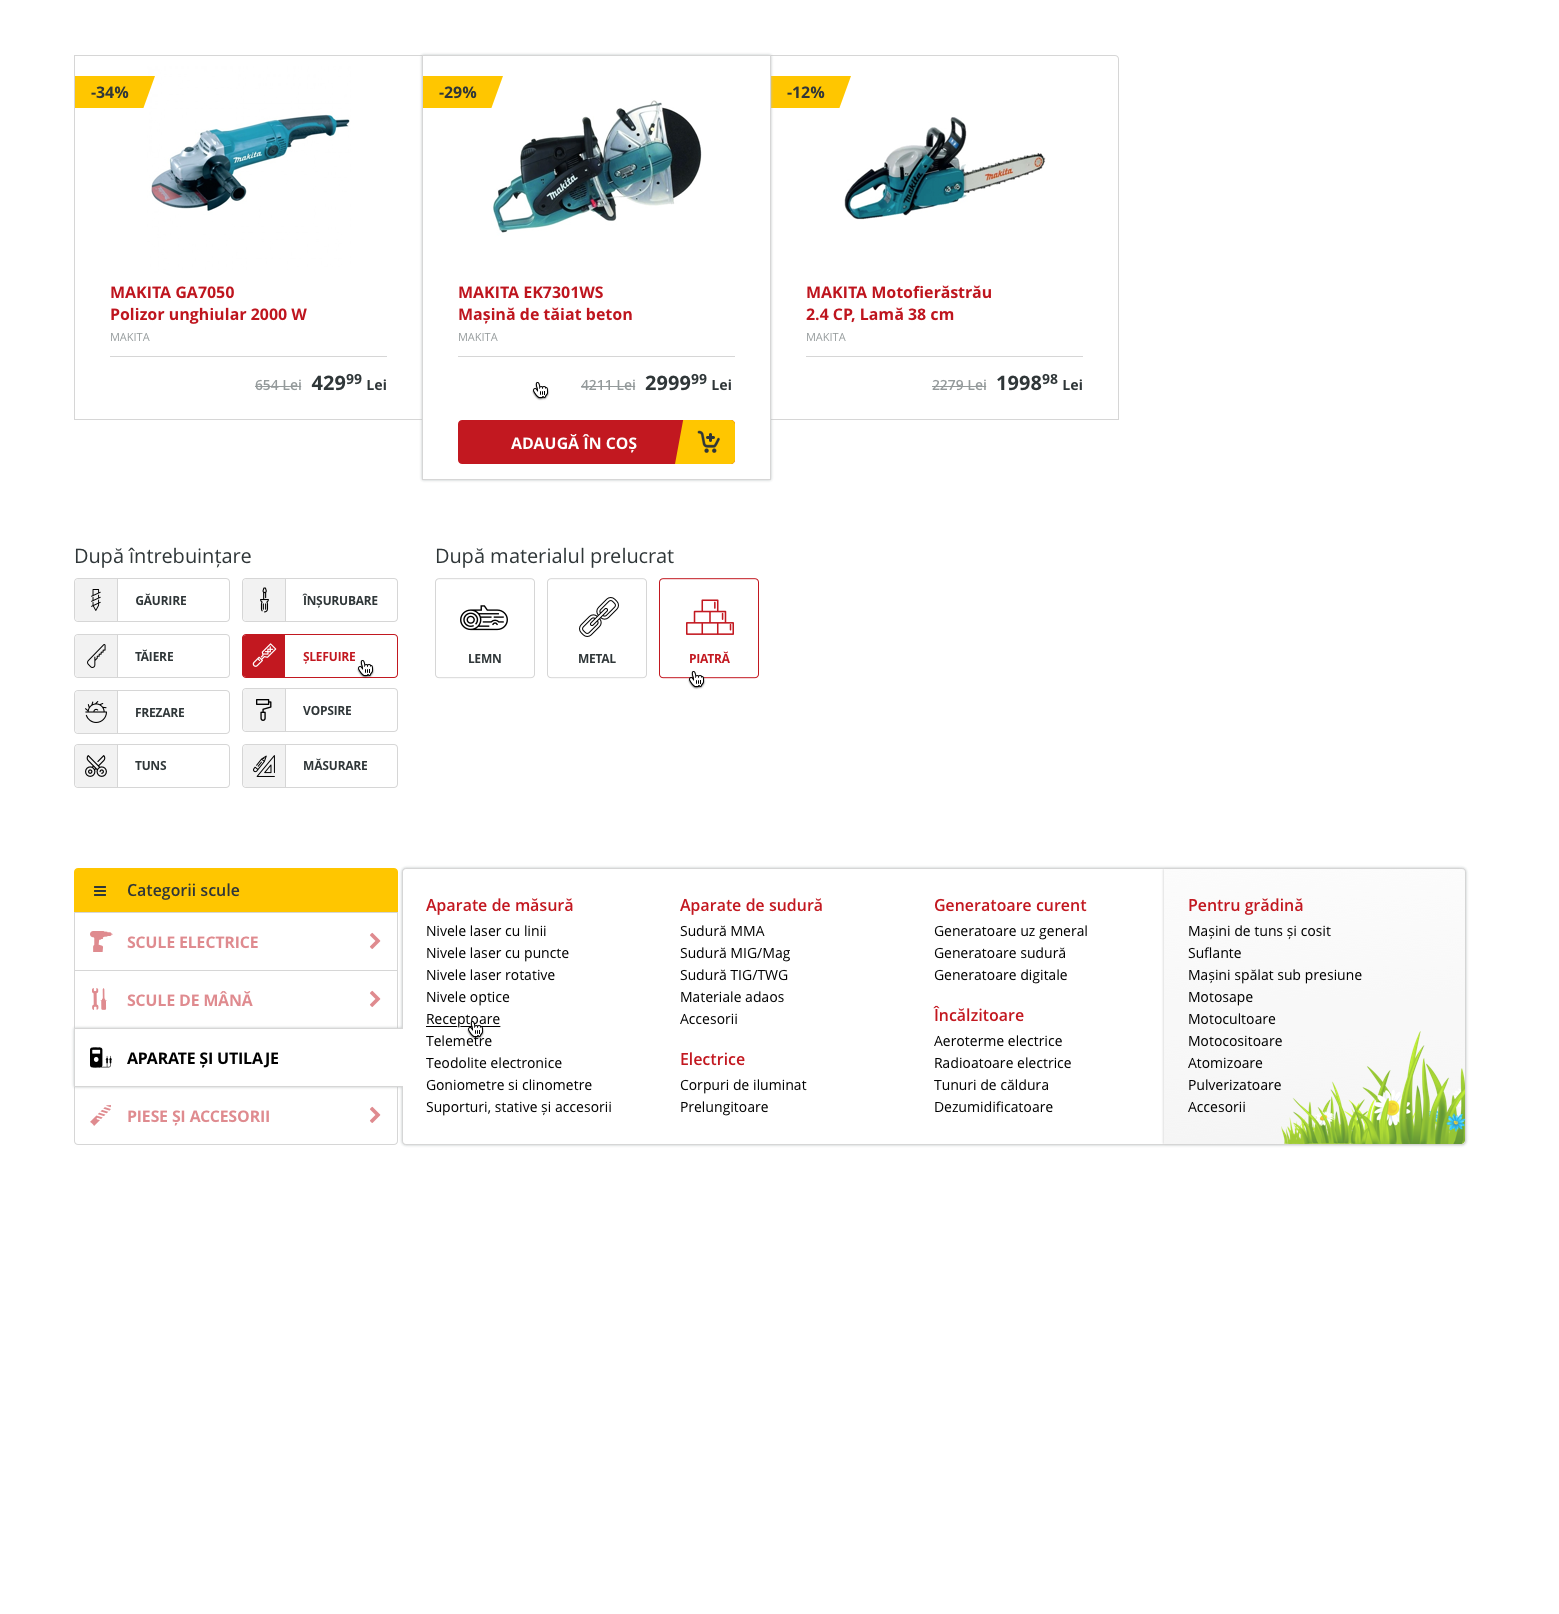 -34%
Makita
MAKITA GA7050
Polizor unghiular 2000 W
MAKITA
654 Lei 429⁹⁹ Lei
-29%
Makita
MAKITA EK7301WS
Mașină de tăiat beton
MAKITA
4211 Lei 2999⁹⁹ Lei
ADAUGĂ ÎN COȘ
-12%
Makita
Makita
MAKITA Motofierăstrău
2.4 CP, Lamă 38 cm
MAKITA
2279 Lei 1998⁹⁸ Lei
După întrebuințare
GĂURIRE
ÎNȘURUBARE
TĂIERE
ȘLEFUIRE
FREZARE
VOPSIRE
TUNS
MĂSURARE
După materialul prelucrat
LEMN
METAL
PIATRĂ
Categorii scule
SCULE ELECTRICE
SCULE DE MÂNĂ
APARATE ȘI UTILAJE
PIESE ȘI ACCESORII
Aparate de măsură
Nivele laser cu linii
Nivele laser cu puncte
Nivele laser rotative
Nivele optice
Receptoare
Telemetre
Teodolite electronice
Goniometre si clinometre
Suporturi, stative și accesorii
Aparate de sudură
Sudură MMA
Sudură MIG/Mag
Sudură TIG/TWG
Materiale adaos
Accesorii
Electrice
Corpuri de iluminat
Prelungitoare
Generatoare curent
Generatoare uz general
Generatoare sudură
Generatoare digitale
Încălzitoare
Aeroterme electrice
Radioatoare electrice
Tunuri de căldura
Dezumidificatoare
Pentru grădină
Mașini de tuns și cosit
Suflante
Mașini spălat sub presiune
Motosape
Motocultoare
Motocositoare
Atomizoare
Pulverizatoare
Accesorii